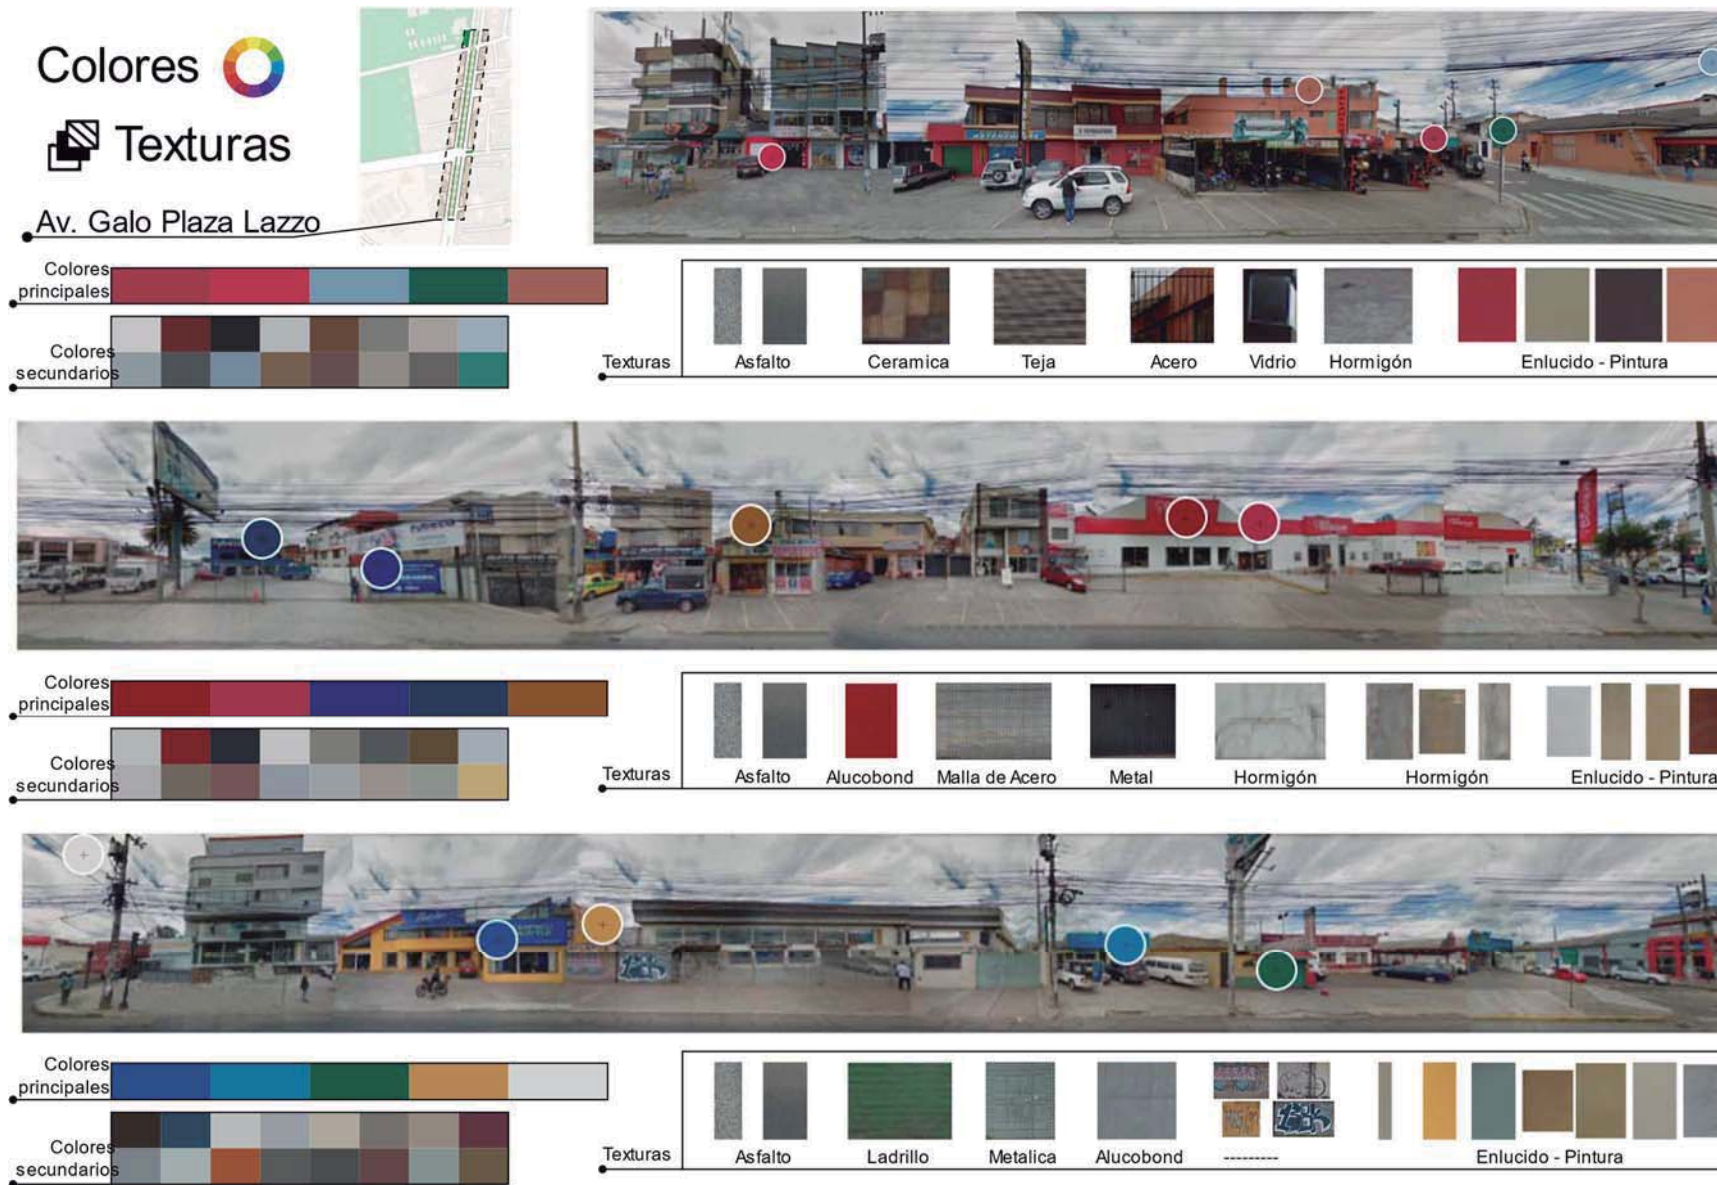 Colores
Texturas
Av. Galo Plaza Lazzo
Colores
principales
Colores
secundarios
Texturas
Asfalto
Ceramica
Teja
Acero
Vidrio
Hormigón
Enlucido - Pintura
Colores
principales
Colores
secundarios
Texturas
Asfalto
Alucobond
Malla de Acero
Metal
Hormigón
Hormigón
Enlucido - Pintura
Colores
principales
Colores
secundarios
Texturas
Asfalto
Ladrillo
Metalica
Alucobond
---------
Enlucido - Pintura